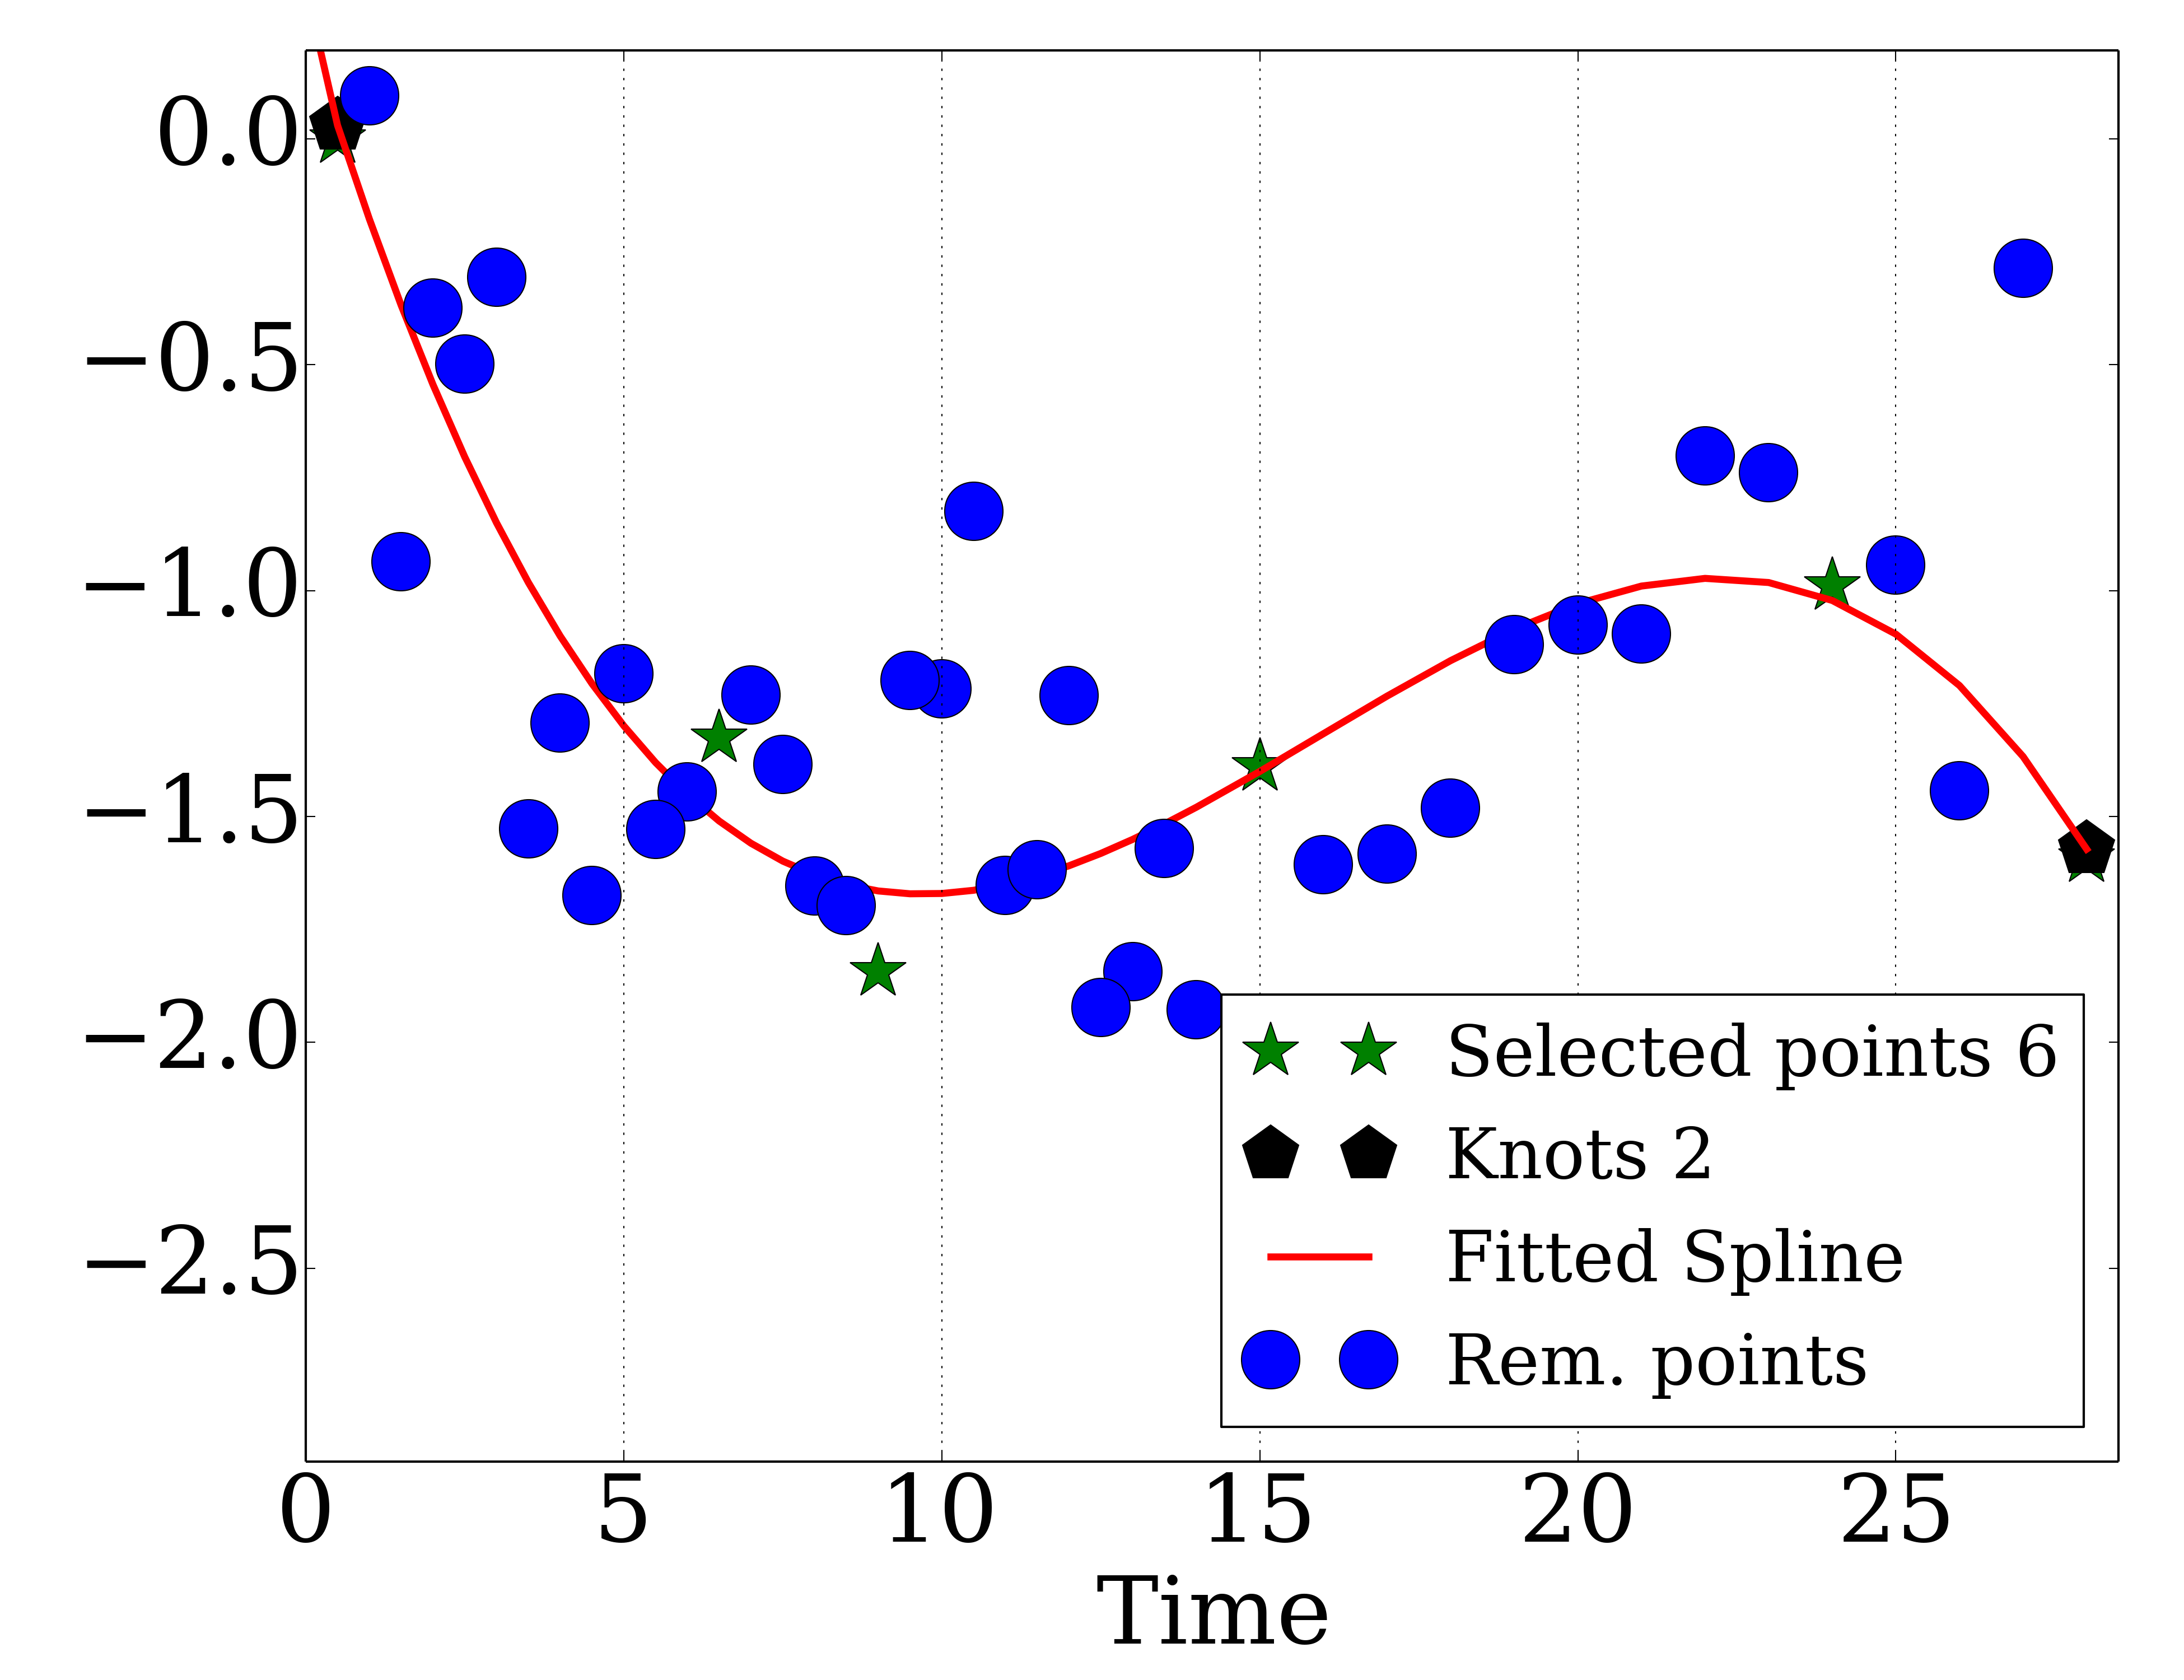 0.0
−0.5
−1.0
−1.5
−2.0
−2.5
Selected points 6
Knots 2
Fitted Spline
Rem. points
0 5 10 15 20 25
Time